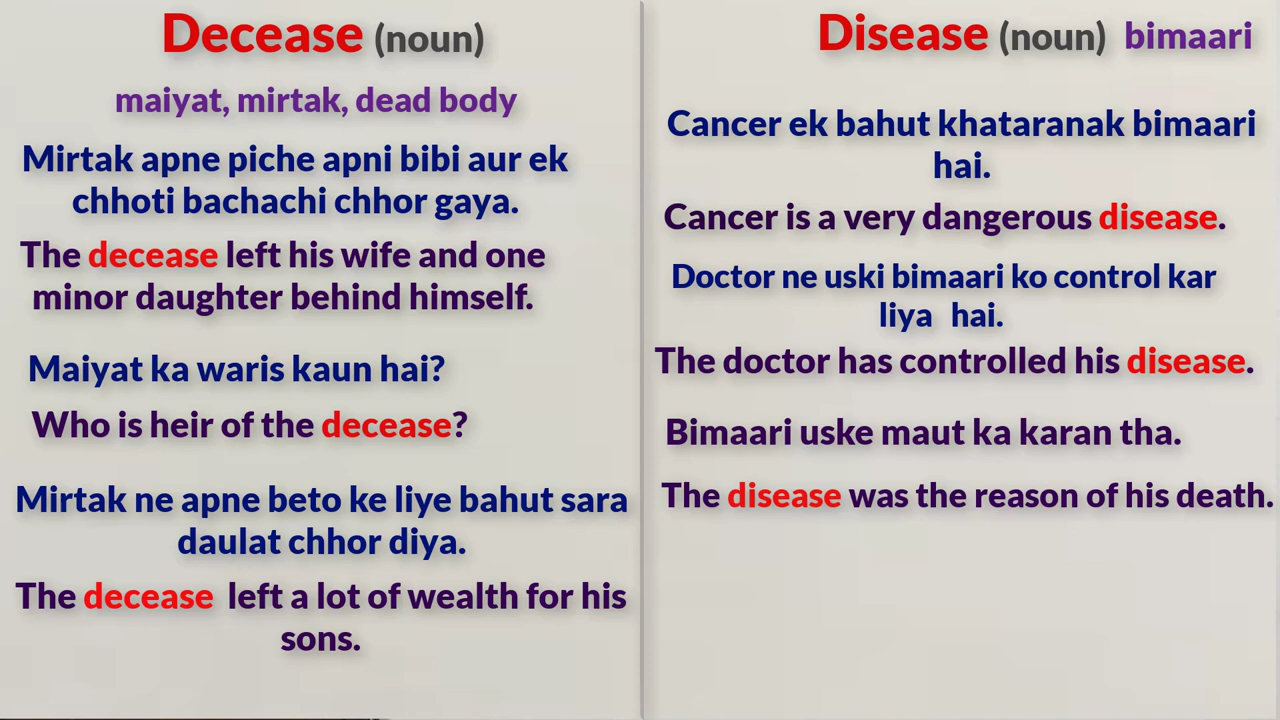 Decease (noun)
maiyat, mirtak, dead body
Mirtak apne piche apni bibi aur ek
chhoti bachachi chhor gaya.
The decease left his wife and one
minor daughter behind himself.
Maiyat ka waris kaun hai?
Who is heir of the decease?
Mirtak ne apne beto ke liye bahut sara
daulat chhor diya.
The decease left a lot of wealth for his
sons.
Disease (noun) bimaari
Cancer ek bahut khataranak bimaari
hai.
Cancer is a very dangerous disease.
Doctor ne uski bimaari ko control kar
liya hai.
The doctor has controlled his disease.
Bimaari uske maut ka karan tha.
The disease was the reason of his death.